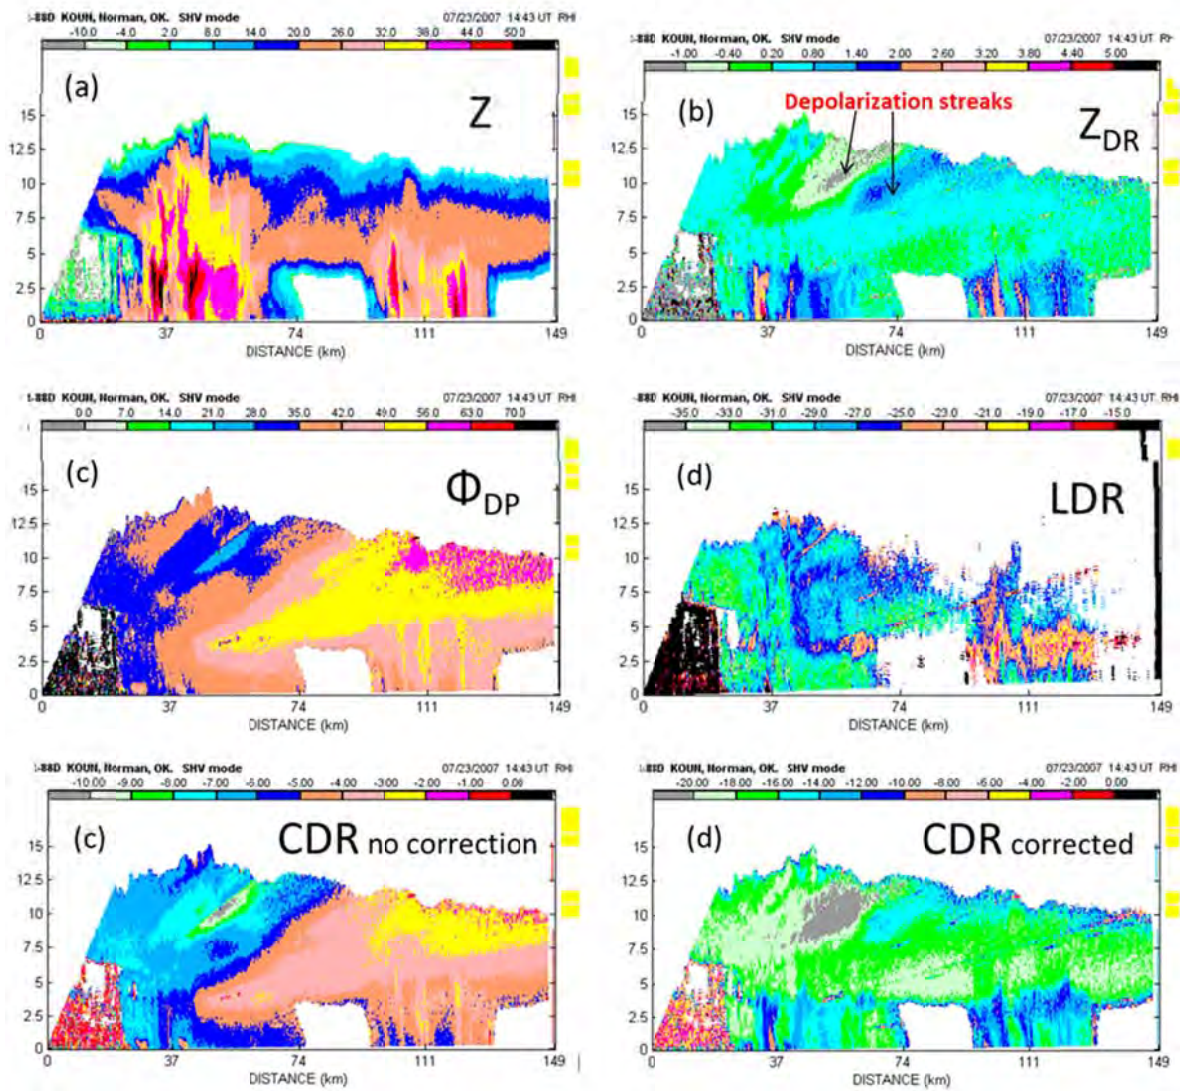 -88D KOUN, Norman, OK. SHV mode 07/23/2007 14:43 UT RHI
-10.0 -4.0 2.0 8.0 14.0 20.0 26.0 32.0 38.0 44.0 50.0
(a)
Z
15
12.5
10
7.5
5
2.5
0
0 37 74 111 149
DISTANCE (km)
-88D KOUN, Norman, OK. SHV mode 07/23/2007 14:43 UT RH
-1.00 -0.40 0.20 0.80 1.40 2.00 2.60 3.20 3.80 4.40 5.00
(b)
Depolarization streaks
ZDR
15
12.5
10
7.5
5
2.5
0
0 37 74 111 149
DISTANCE (km)
-88D KOUN, Norman, OK. SHV mode 07/23/2007 14:43 UT RHI
0.0 7.0 14.0 21.0 28.0 35.0 42.0 49.0 56.0 63.0 70.0
(c)
ΦDP
15
12.5
10
7.5
5
2.5
0
0 37 74 111 149
DISTANCE (km)
-88D KOUN, Norman, OK. SHV mode 07/23/2007 14:43 UT RHI
-35.0 -33.0 -31.0 -29.0 -27.0 -25.0 -23.0 -21.0 -19.0 -17.0 -15.0
(d)
LDR
15
12.5
10
7.5
5
2.5
0
0 37 74 111 149
DISTANCE (km)
-88D KOUN, Norman, OK. SHV mode 07/23/2007 14:43 UT RHI
-10.00 -9.00 -8.00 -7.00 -6.00 -5.00 -4.00 -3.00 -2.00 -1.00 0.00
(c)
CDR no correction
15
12.5
10
7.5
5
2.5
0
0 37 74 111 149
DISTANCE (km)
-88D KOUN, Norman, OK. SHV mode 07/23/2007 14:43 UT RHI
-20.00 -18.00 -16.00 -14.00 -12.00 -10.00 -8.00 -6.00 -4.00 -2.00 0.00
(d)
CDR corrected
15
12.5
10
7.5
5
2.5
0
0 37 74 111 149
DISTANCE (km)